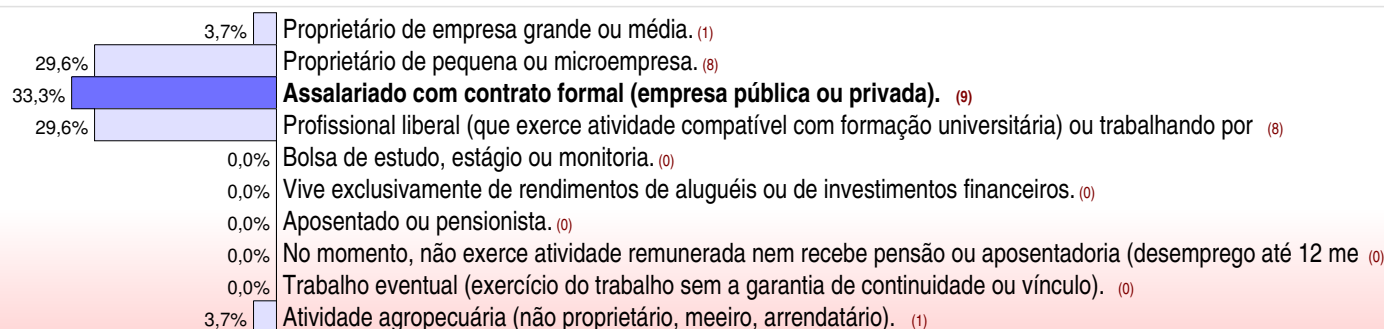 3,7% Proprietário de empresa grande ou média. (1)
29,6% Proprietário de pequena ou microempresa. (8)
33,3% Assalariado com contrato formal (empresa pública ou privada). (9)
29,6% Profissional liberal (que exerce atividade compatível com formação universitária) ou trabalhando por (8)
0,0% Bolsa de estudo, estágio ou monitoria. (0)
0,0% Vive exclusivamente de rendimentos de aluguéis ou de investimentos financeiros. (0)
0,0% Aposentado ou pensionista. (0)
0,0% No momento, não exerce atividade remunerada nem recebe pensão ou aposentadoria (desemprego até 12 me (0)
0,0% Trabalho eventual (exercício do trabalho sem a garantia de continuidade ou vínculo). (0)
3,7% Atividade agropecuária (não proprietário, meeiro, arrendatário). (1)